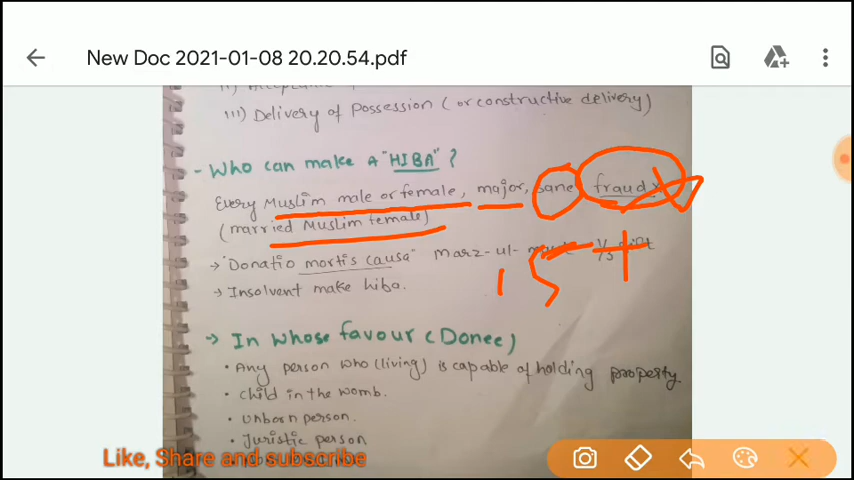 New Doc 2021-01-08 20.20.54.pdf
III) Delivery of Possession (or constructive delivery)
- Who can make a "HIBA" ?
Every Muslim male or female, major, sane fraud x
(married Muslim female)
→ "Donatio mortis causa" Marz-ul- 1/3 gift
→ Insolvent make hiba.
→ In whose favour (Donee)
• Any person who (living) is capable of holding property.
• child in the womb.
• unborn person.
• Juristic person
Like, Share and subscribe